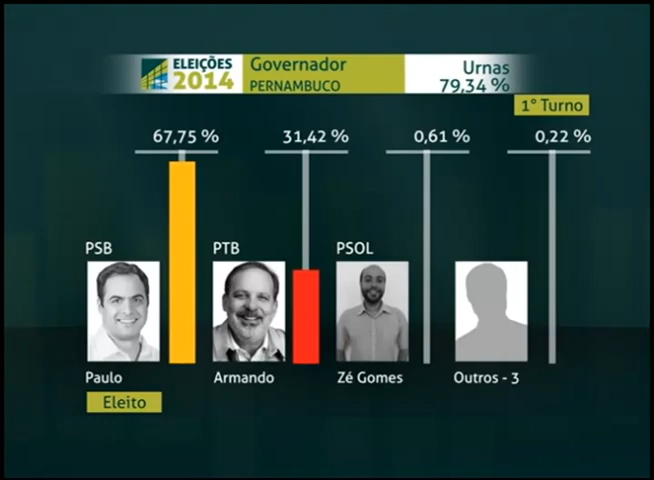 ELEIÇÕES
2014
Governador
PERNAMBUCO
Urnas
79,34 %
1° Turno
67,75 %
31,42 %
0,61 %
0,22 %
PSB
PTB
PSOL
Paulo
Armando
Zé Gomes
Outros - 3
Eleito